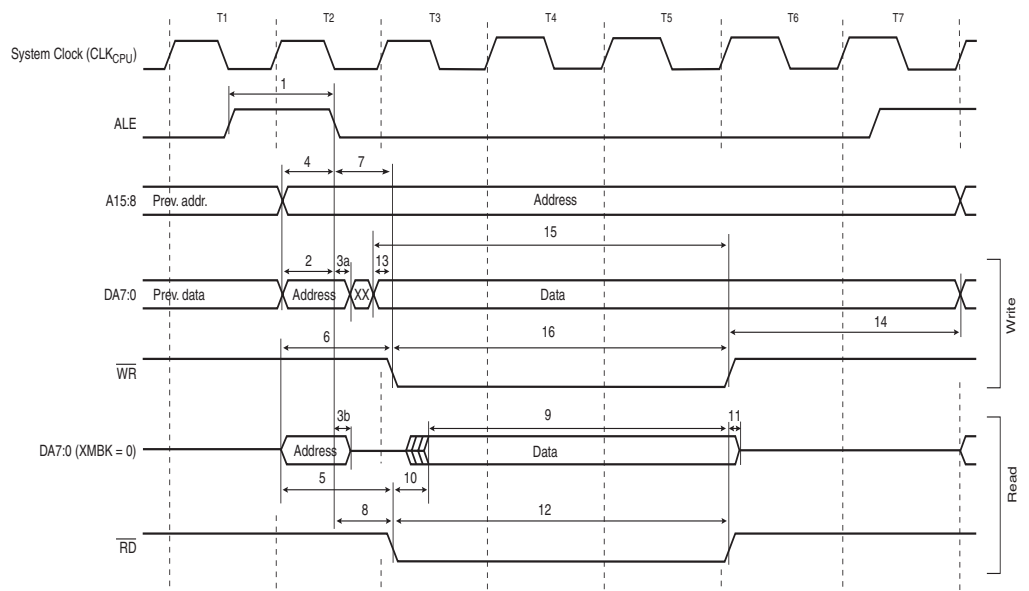 T1 T2 T3 T4 T5 T6 T7
System Clock (CLKCPU)
1
ALE
4 7
A15:8 Prev. addr. Address
15
2 3a 13
DA7:0 Prev. data Address XX Data
14
6 16
WR
Write
3b 9 11
DA7:0 (XMBK = 0) Address Data
5 10
8 12
RD
Read